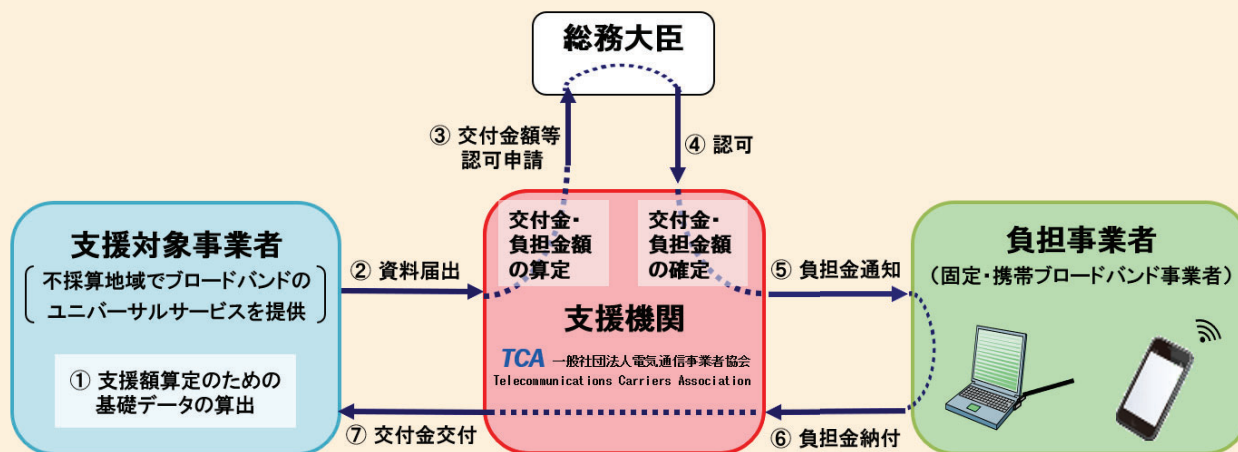 総務大臣
③ 交付金額等
認可申請
④ 認可
支援対象事業者
不採算地域でブロードバンドの
ユニバーサルサービスを提供
① 支援額算定のための
基礎データの算出
② 資料届出
交付金・
負担金額
の算定
交付金・
負担金額
の確定
支援機関
TCA 一般社団法人電気通信事業者協会
Telecommunications Carriers Association
⑤ 負担金通知
負担事業者
（固定・携帯ブロードバンド事業者）
⑥ 負担金納付
⑦ 交付金交付